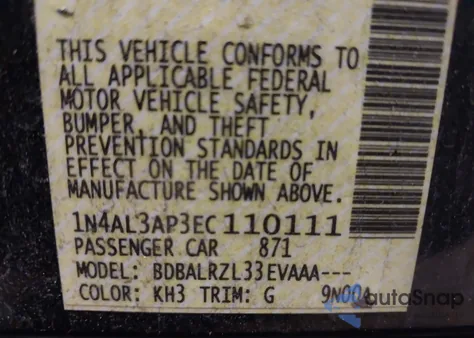 THIS VEHICLE CONFORMS TO
ALL APPLICABLE FEDERAL
MOTOR VEHICLE SAFETY,
BUMPER, AND THEFT
PREVENTION STANDARDS IN
EFFECT ON THE DATE OF
MANUFACTURE SHOWN ABOVE.
1N4AL3AP3EC110111
PASSENGER CAR 871
MODEL: BDBALRZL33EVAAA---
COLOR: KH3 TRIM: G 9N00A
autoSnap